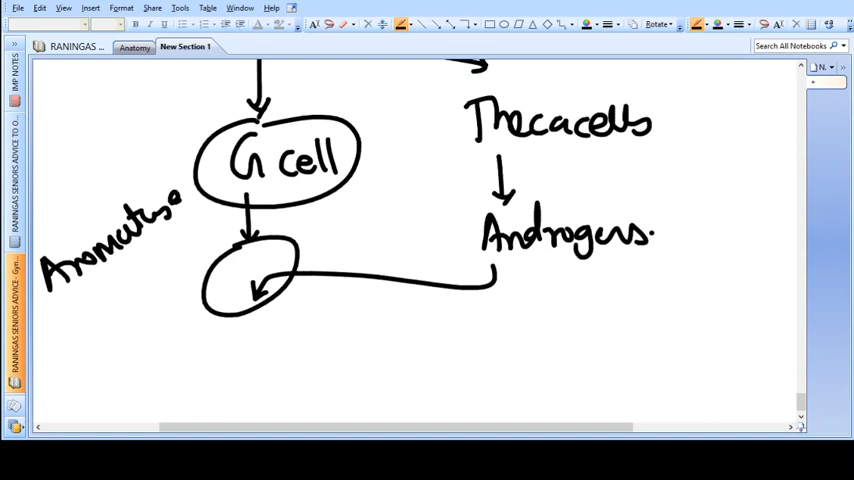 File Edit View Insert Format Share Tools Table Window Help
Rotate
RANINGAS ... Anatomy New Section 1
Search All Notebooks
N.
IMP NOTES
RANINGAS SENIORS ADVICE TO O
RANINGAS SENIORS ADVICE - Gyn
Thecacells
G cell
Aromatase
Androgens.